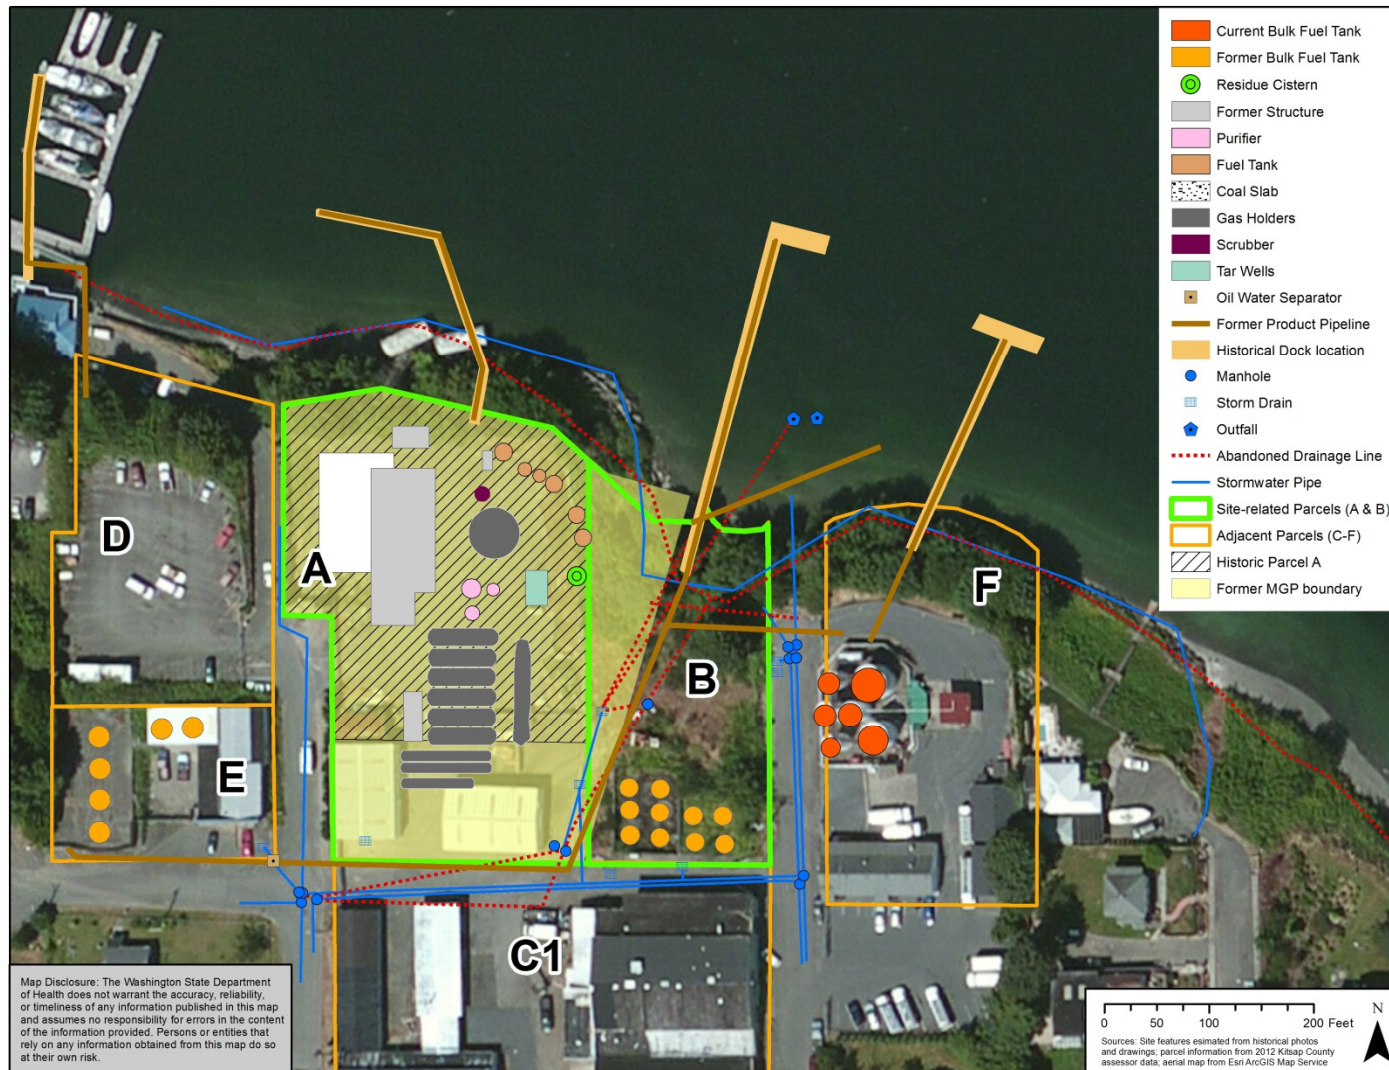 Current Bulk Fuel Tank
Former Bulk Fuel Tank
Residue Cistern
Former Structure
Purifier
Fuel Tank
Coal Slab
Gas Holders
Scrubber
Tar Wells
Oil Water Separator
Former Product Pipeline
Historical Dock location
Manhole
Storm Drain
Outfall
Abandoned Drainage Line
Stormwater Pipe
Site-related Parcels (A & B)
Adjacent Parcels (C-F)
Historic Parcel A
Former MGP boundary
D
A
F
B
E
C1
Map Disclosure: The Washington State Department
of Health does not warrant the accuracy, reliability,
or timeliness of any information published in this map
and assumes no responsibility for errors in the content
of the information provided. Persons or entities that
rely on any information obtained from this map do so
at their own risk.
0 50 100 200 Feet
N
Sources: Site features esimated from historical photos
and drawings; parcel information from 2012 Kitsap County
assessor data; aerial map from Esri ArcGIS Map Service